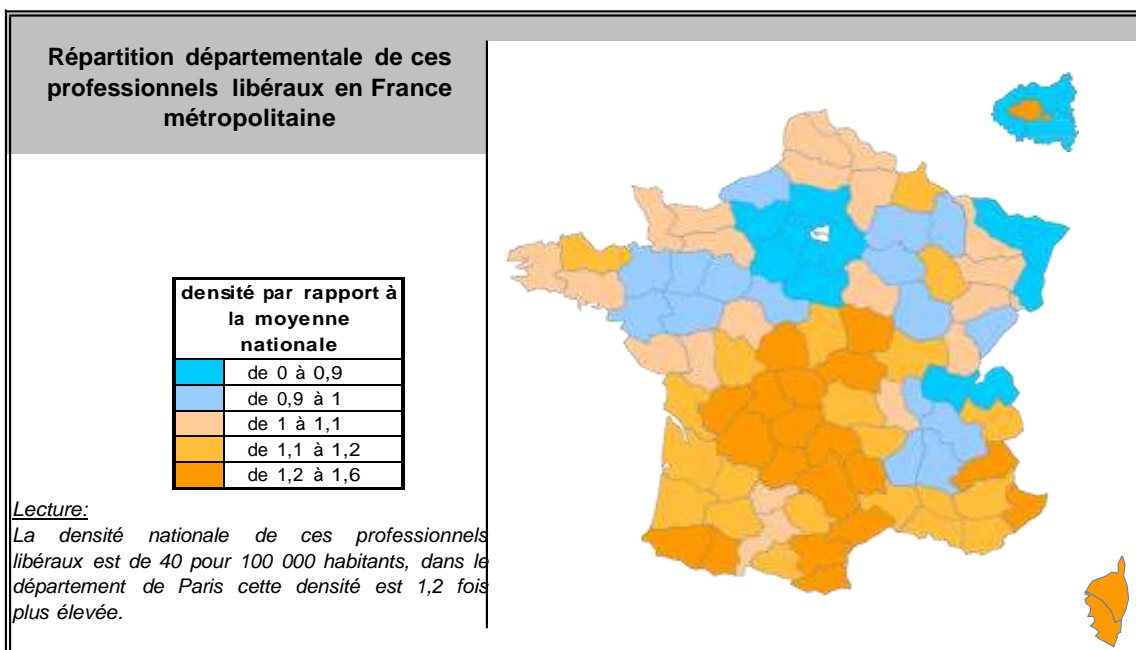 Répartition départementale de ces
professionnels libéraux en France
métropolitaine
densité par rapport à
la moyenne
nationale
de 0 à 0,9
de 0,9 à 1
de 1 à 1,1
de 1,1 à 1,2
de 1,2 à 1,6
Lecture:
La densité nationale de ces professionnels
libéraux est de 40 pour 100 000 habitants, dans le
département de Paris cette densité est 1,2 fois
plus élevée.